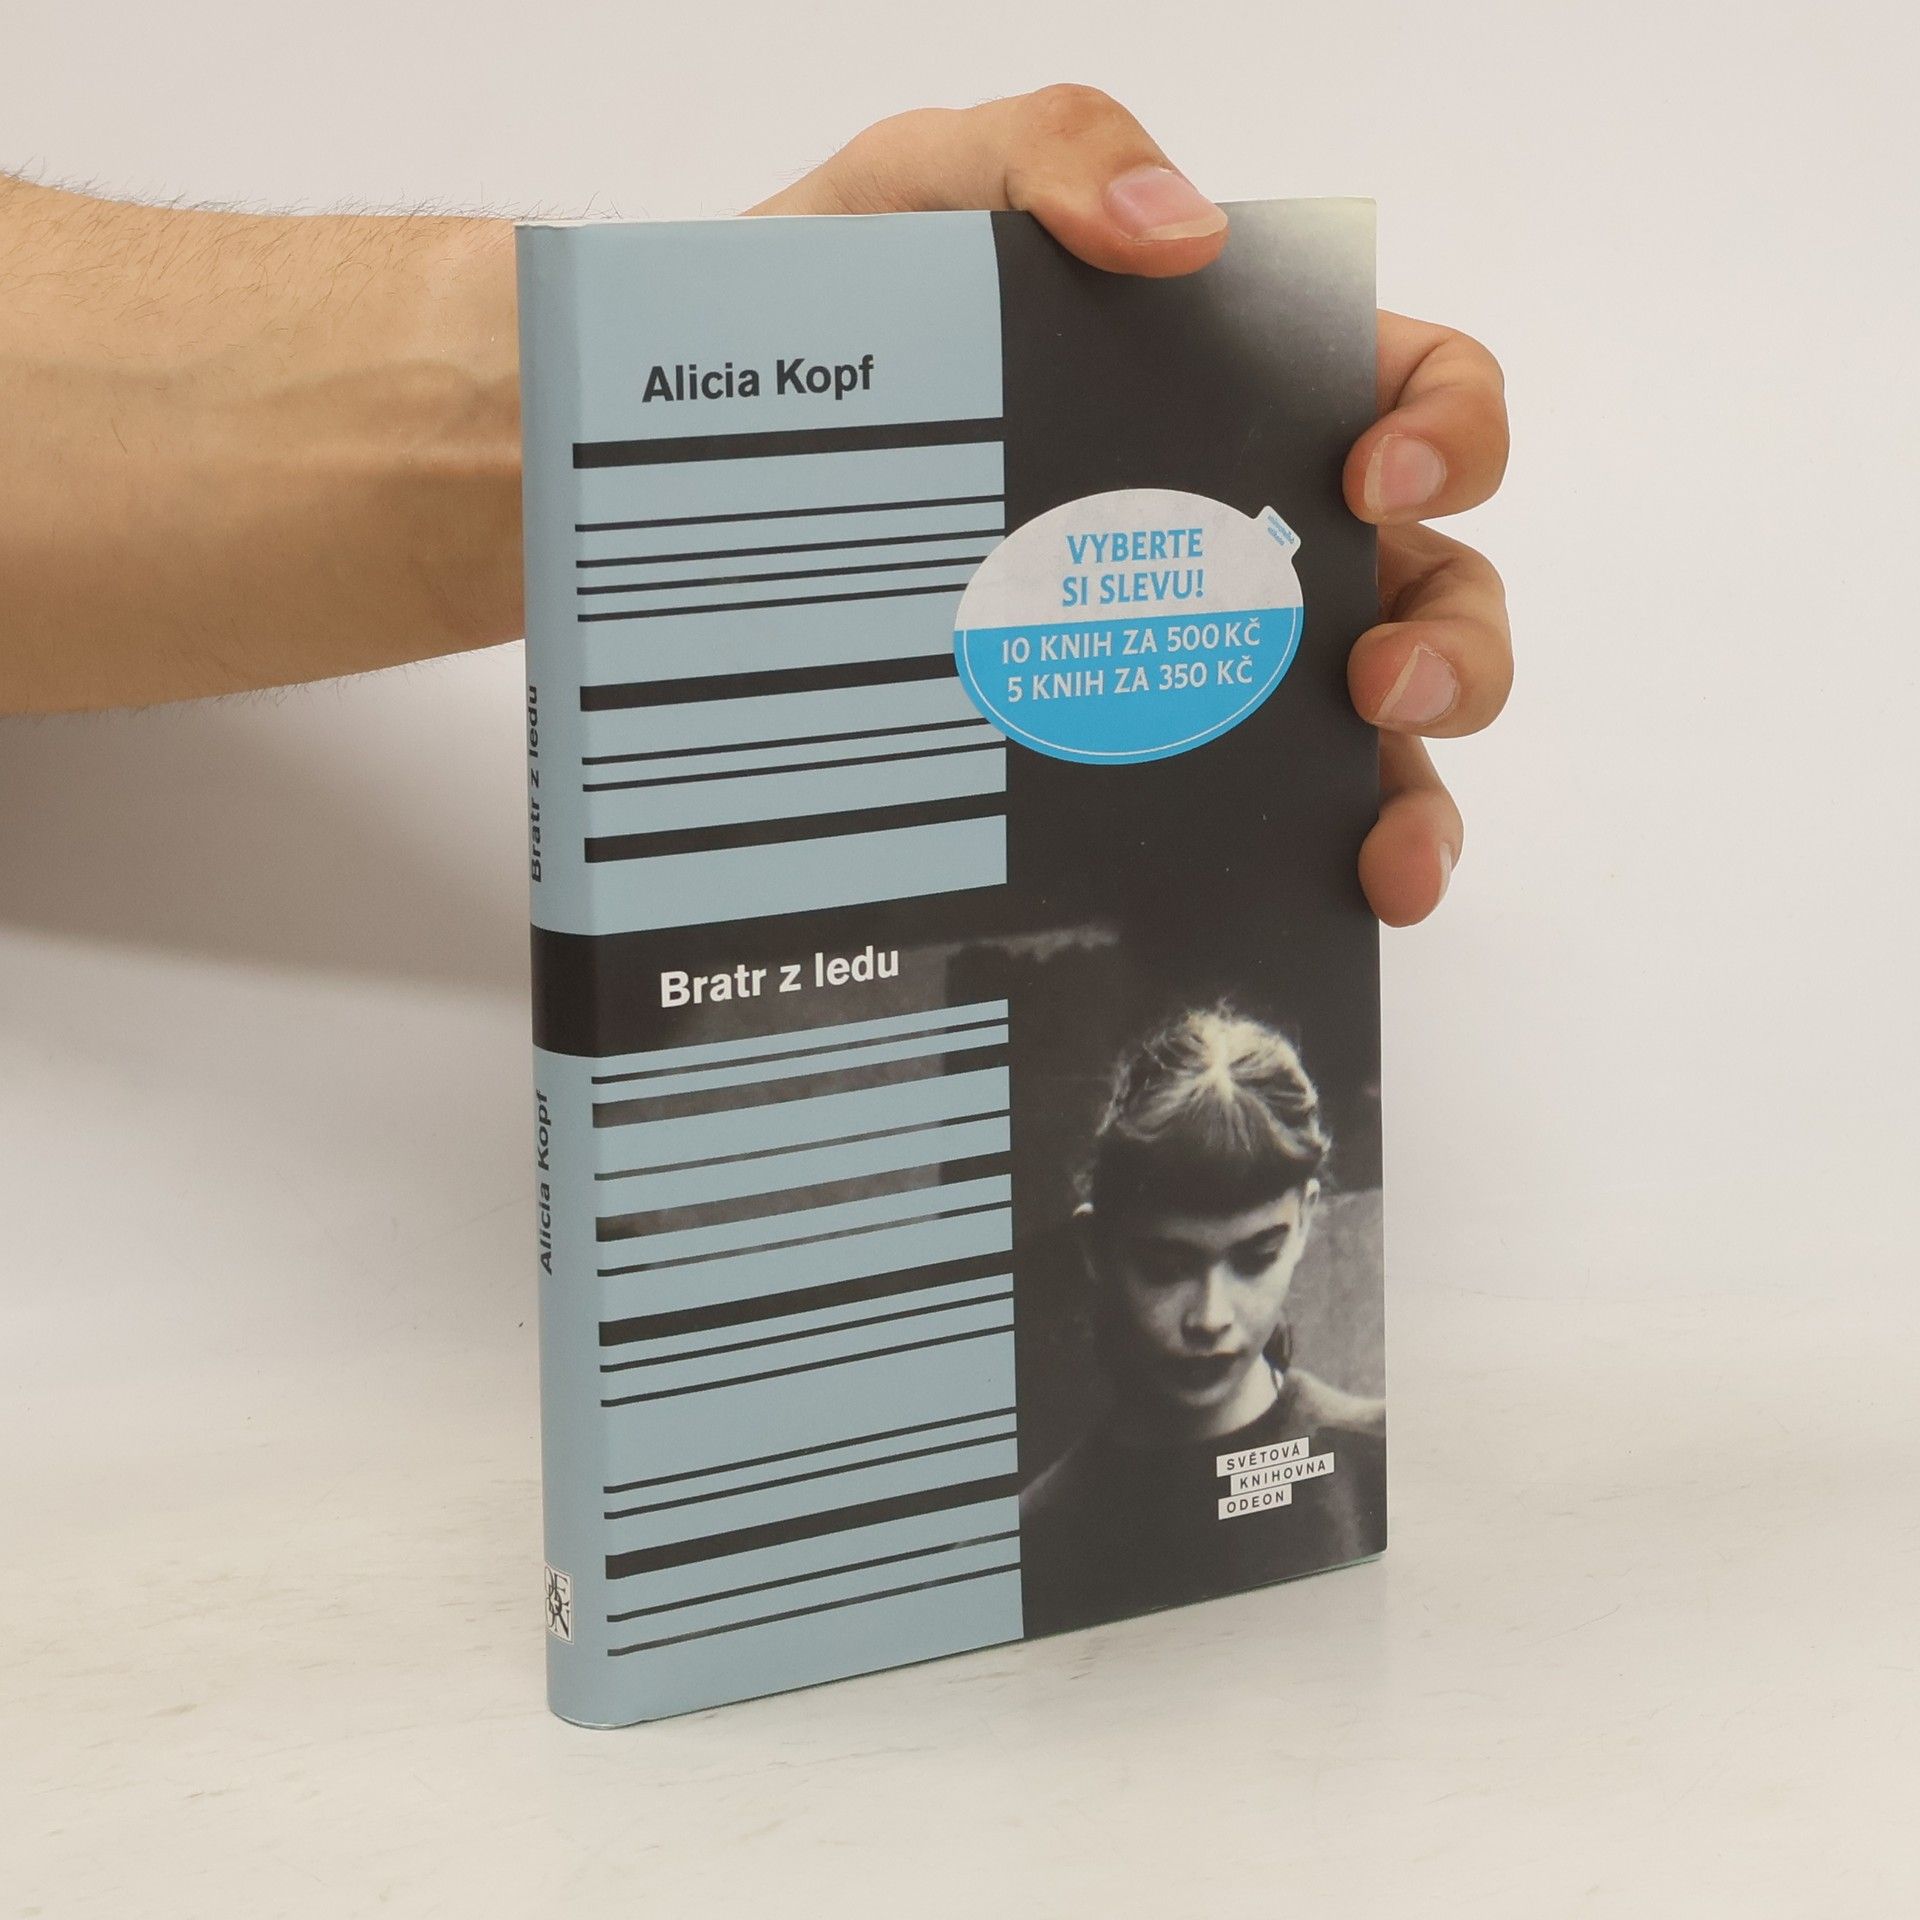 Alicia Kopf
VYBERTE
SI SLEVU!
10 KNIH ZA 500 KČ
5 KNIH ZA 350 KČ
Bratr z ledu
SVĚTOVÁ
KNIHOVNA
ODEON
Bratr z ledu
Alicia Kopf
ODEON